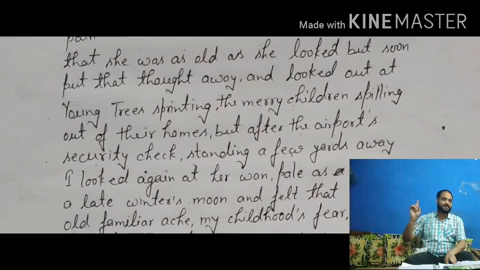 Made with KINEMASTER
pain
that she was as old as she looked but soon
put that thought away, and looked out at
Young Trees sprinting, the merry children spilling
out of their homes, but after the airport's
security check, standing a few yards away
I looked again at her wan, pale as a
a late winter's moon and felt that
old familiar ache, my childhood's fear,